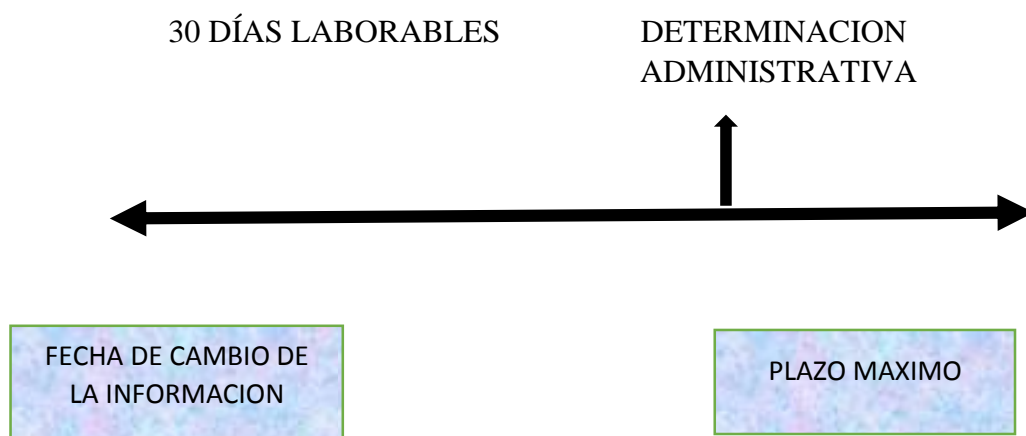 30 DÍAS LABORABLES
DETERMINACION
ADMINISTRATIVA
FECHA DE CAMBIO DE
LA INFORMACION
PLAZO MAXIMO